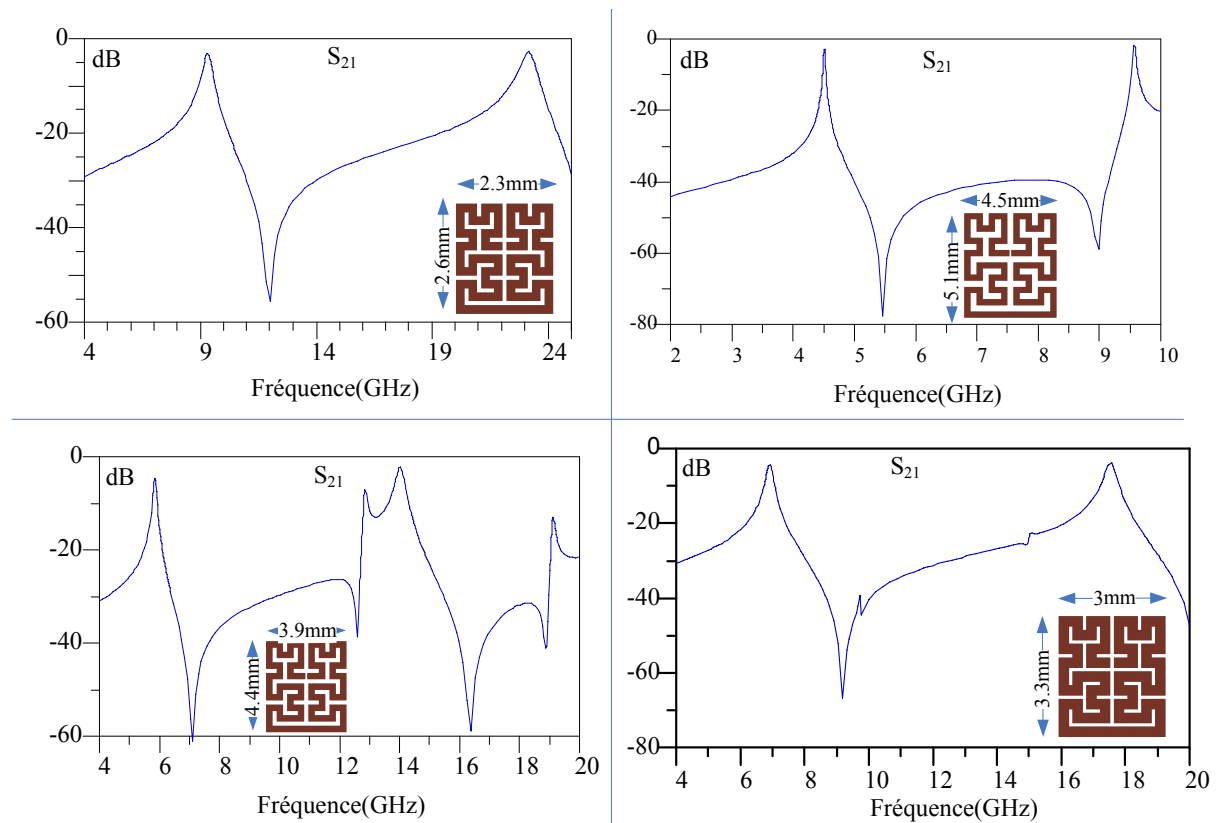 dB S21
0
-20
-40
-60
4 9 14 19 24
Fréquence(GHz)
2.3mm
2.6mm
dB S21
0
-20
-40
-60
-80
2 3 4 5 6 7 8 9 10
Fréquence(GHz)
4.5mm
5.1mm
dB S21
0
-20
-40
-60
4 6 8 10 12 14 16 18 20
Fréquence(GHz)
3.9mm
4.4mm
dB S21
0
-20
-40
-60
-80
4 6 8 10 12 14 16 18 20
Fréquence(GHz)
3mm
3.3mm